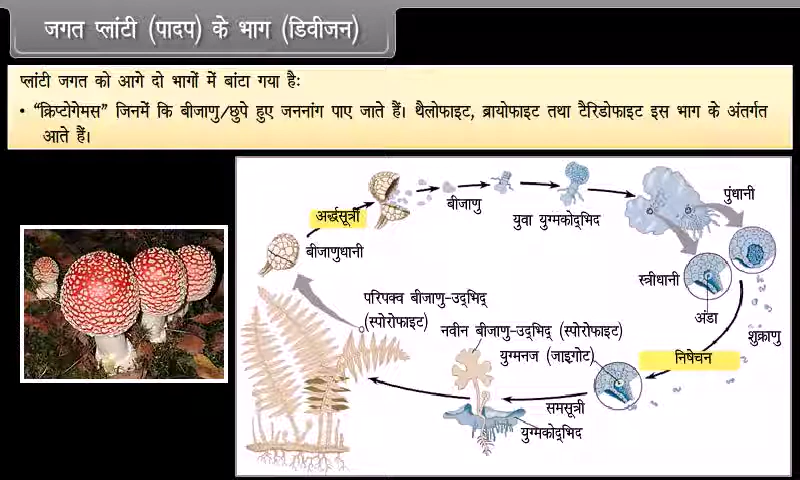 जगत प्लांटी (पादप) के भाग (डिवीजन)
प्लांटी जगत को आगे दो भागों में बांटा गया है:
• “क्रिप्टोगेमस” जिनमें कि बीजाणु/छुपे हुए जननांग पाए जाते हैं। थैलोफाइट, ब्रायोफाइट तथा टैरिडोफाइट इस भाग के अंतर्गत
आते हैं।
अर्द्धसूत्री
बीजाणुधानी
बीजाणु
युवा युग्मकोद्भिद
पुंधानी
स्त्रीधानी
अंडा
शुक्राणु
निषेचन
परिपक्व बीजाणु-उद्भिद्
(स्पोरोफाइट)
नवीन बीजाणु-उद्भिद् (स्पोरोफाइट)
युग्मनज (जाइगोट)
समसूत्री
युग्मकोद्भिद